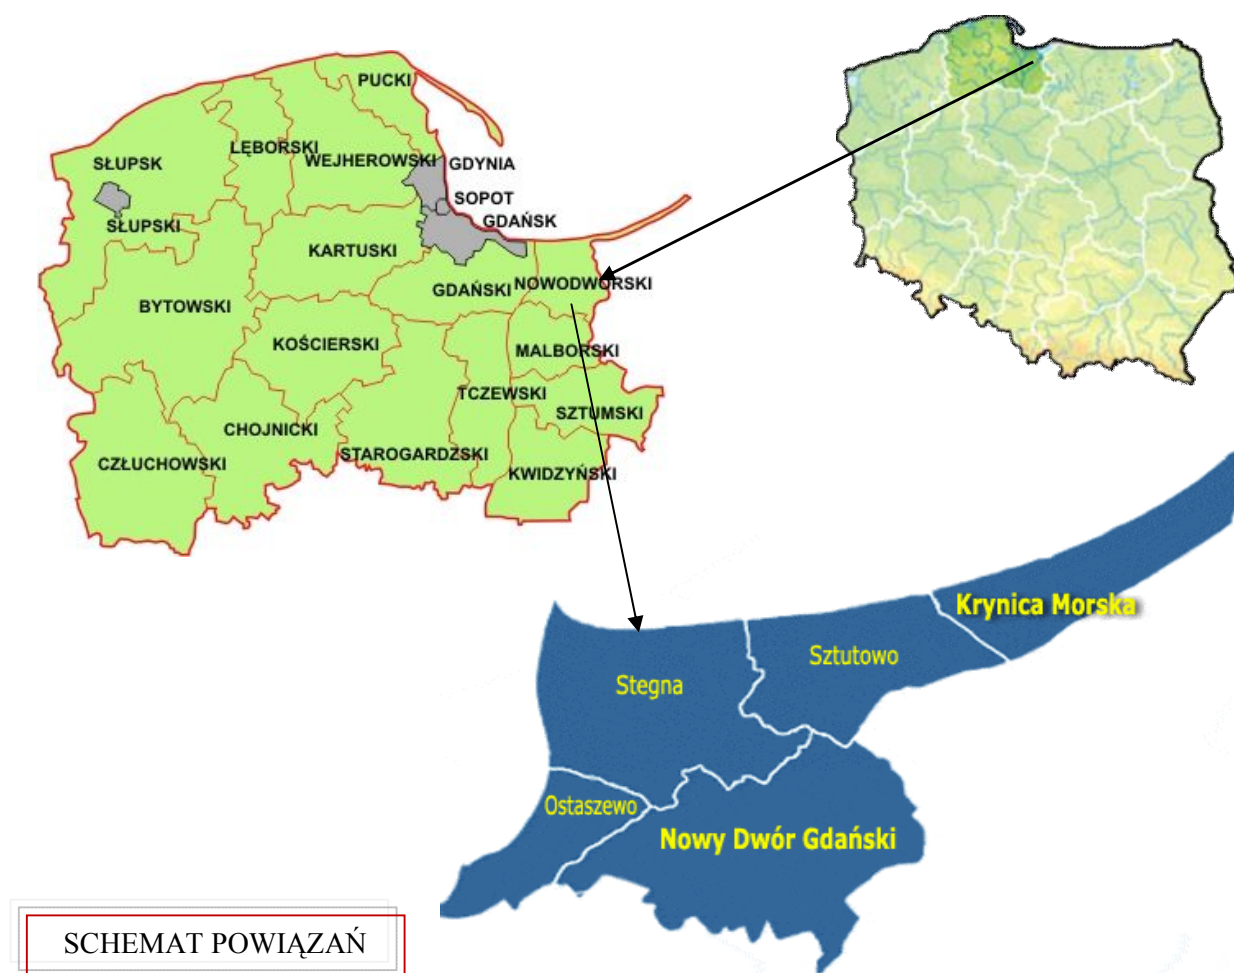 PUCKI
LĘBORSKI
WEJHEROWSKI
GDYNIA
SŁUPSK
SOPOT
SŁUPSKI
GDAŃSK
KARTUSKI
GDAŃSKI
NOWODWORSKI
BYTOWSKI
KOŚCIERSKI
MALBORSKI
TCZEWSKI
SZTUMSKI
CHOJNICKI
STAROGARDZSKI
CZŁUCHOWSKI
KWIDZYŃSKI
Krynica Morska
Sztutowo
Stegna
Ostaszewo
Nowy Dwór Gdański
SCHEMAT POWIĄZAŃ